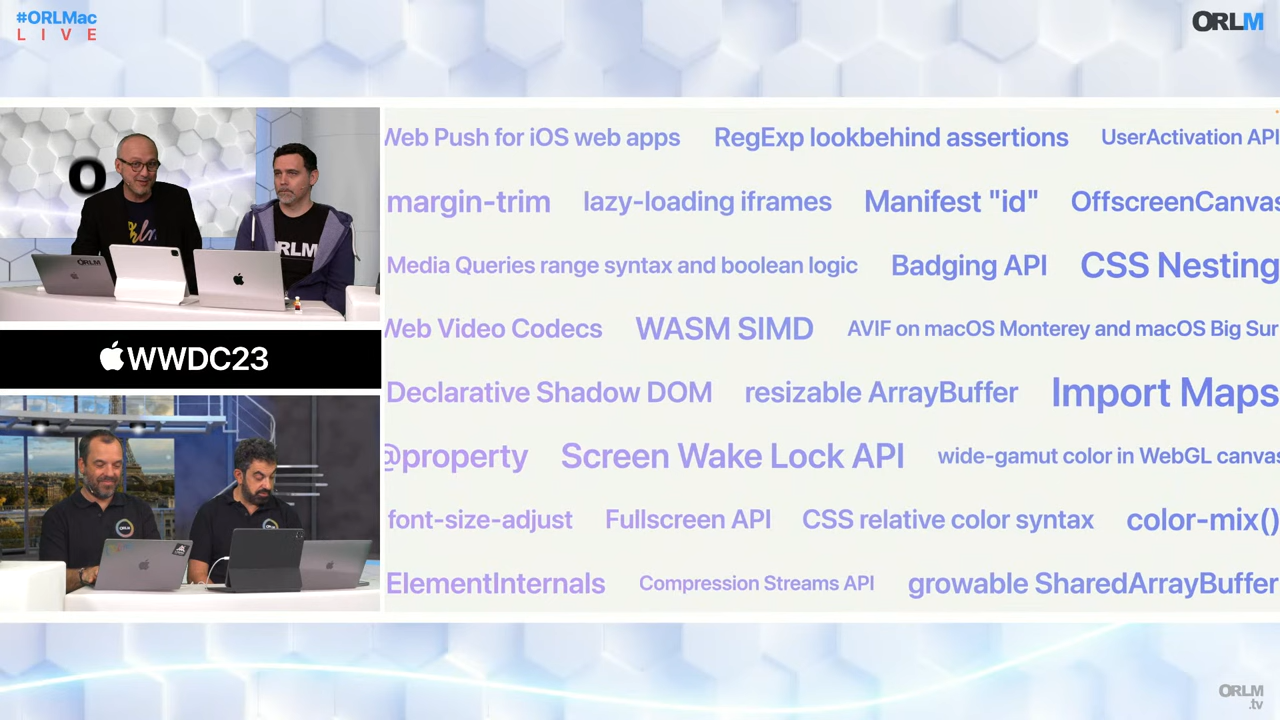 #ORLMac
LIVE
ORLM
O
ORLM
ORLM
WWDC23
Web Push for iOS web apps RegExp lookbehind assertions UserActivation API
margin-trim lazy-loading iframes Manifest "id" OffscreenCanvas
Media Queries range syntax and boolean logic Badging API CSS Nesting
Web Video Codecs WASM SIMD AVIF on macOS Monterey and macOS Big Sur
Declarative Shadow DOM resizable ArrayBuffer Import Maps
@property Screen Wake Lock API wide-gamut color in WebGL canvas
font-size-adjust Fullscreen API CSS relative color syntax color-mix()
ElementInternals Compression Streams API growable SharedArrayBuffer
ORLM
.tv